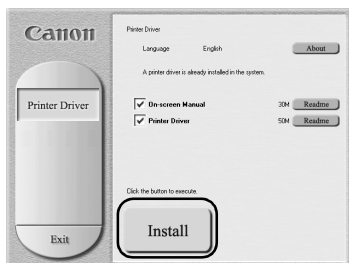 Canon
Printer Driver
Language English About
A printer driver is already installed in the system.
Printer Driver
On-screen Manual 30M Readme
Printer Driver 50M Readme
Click the button to execute.
Install
Exit